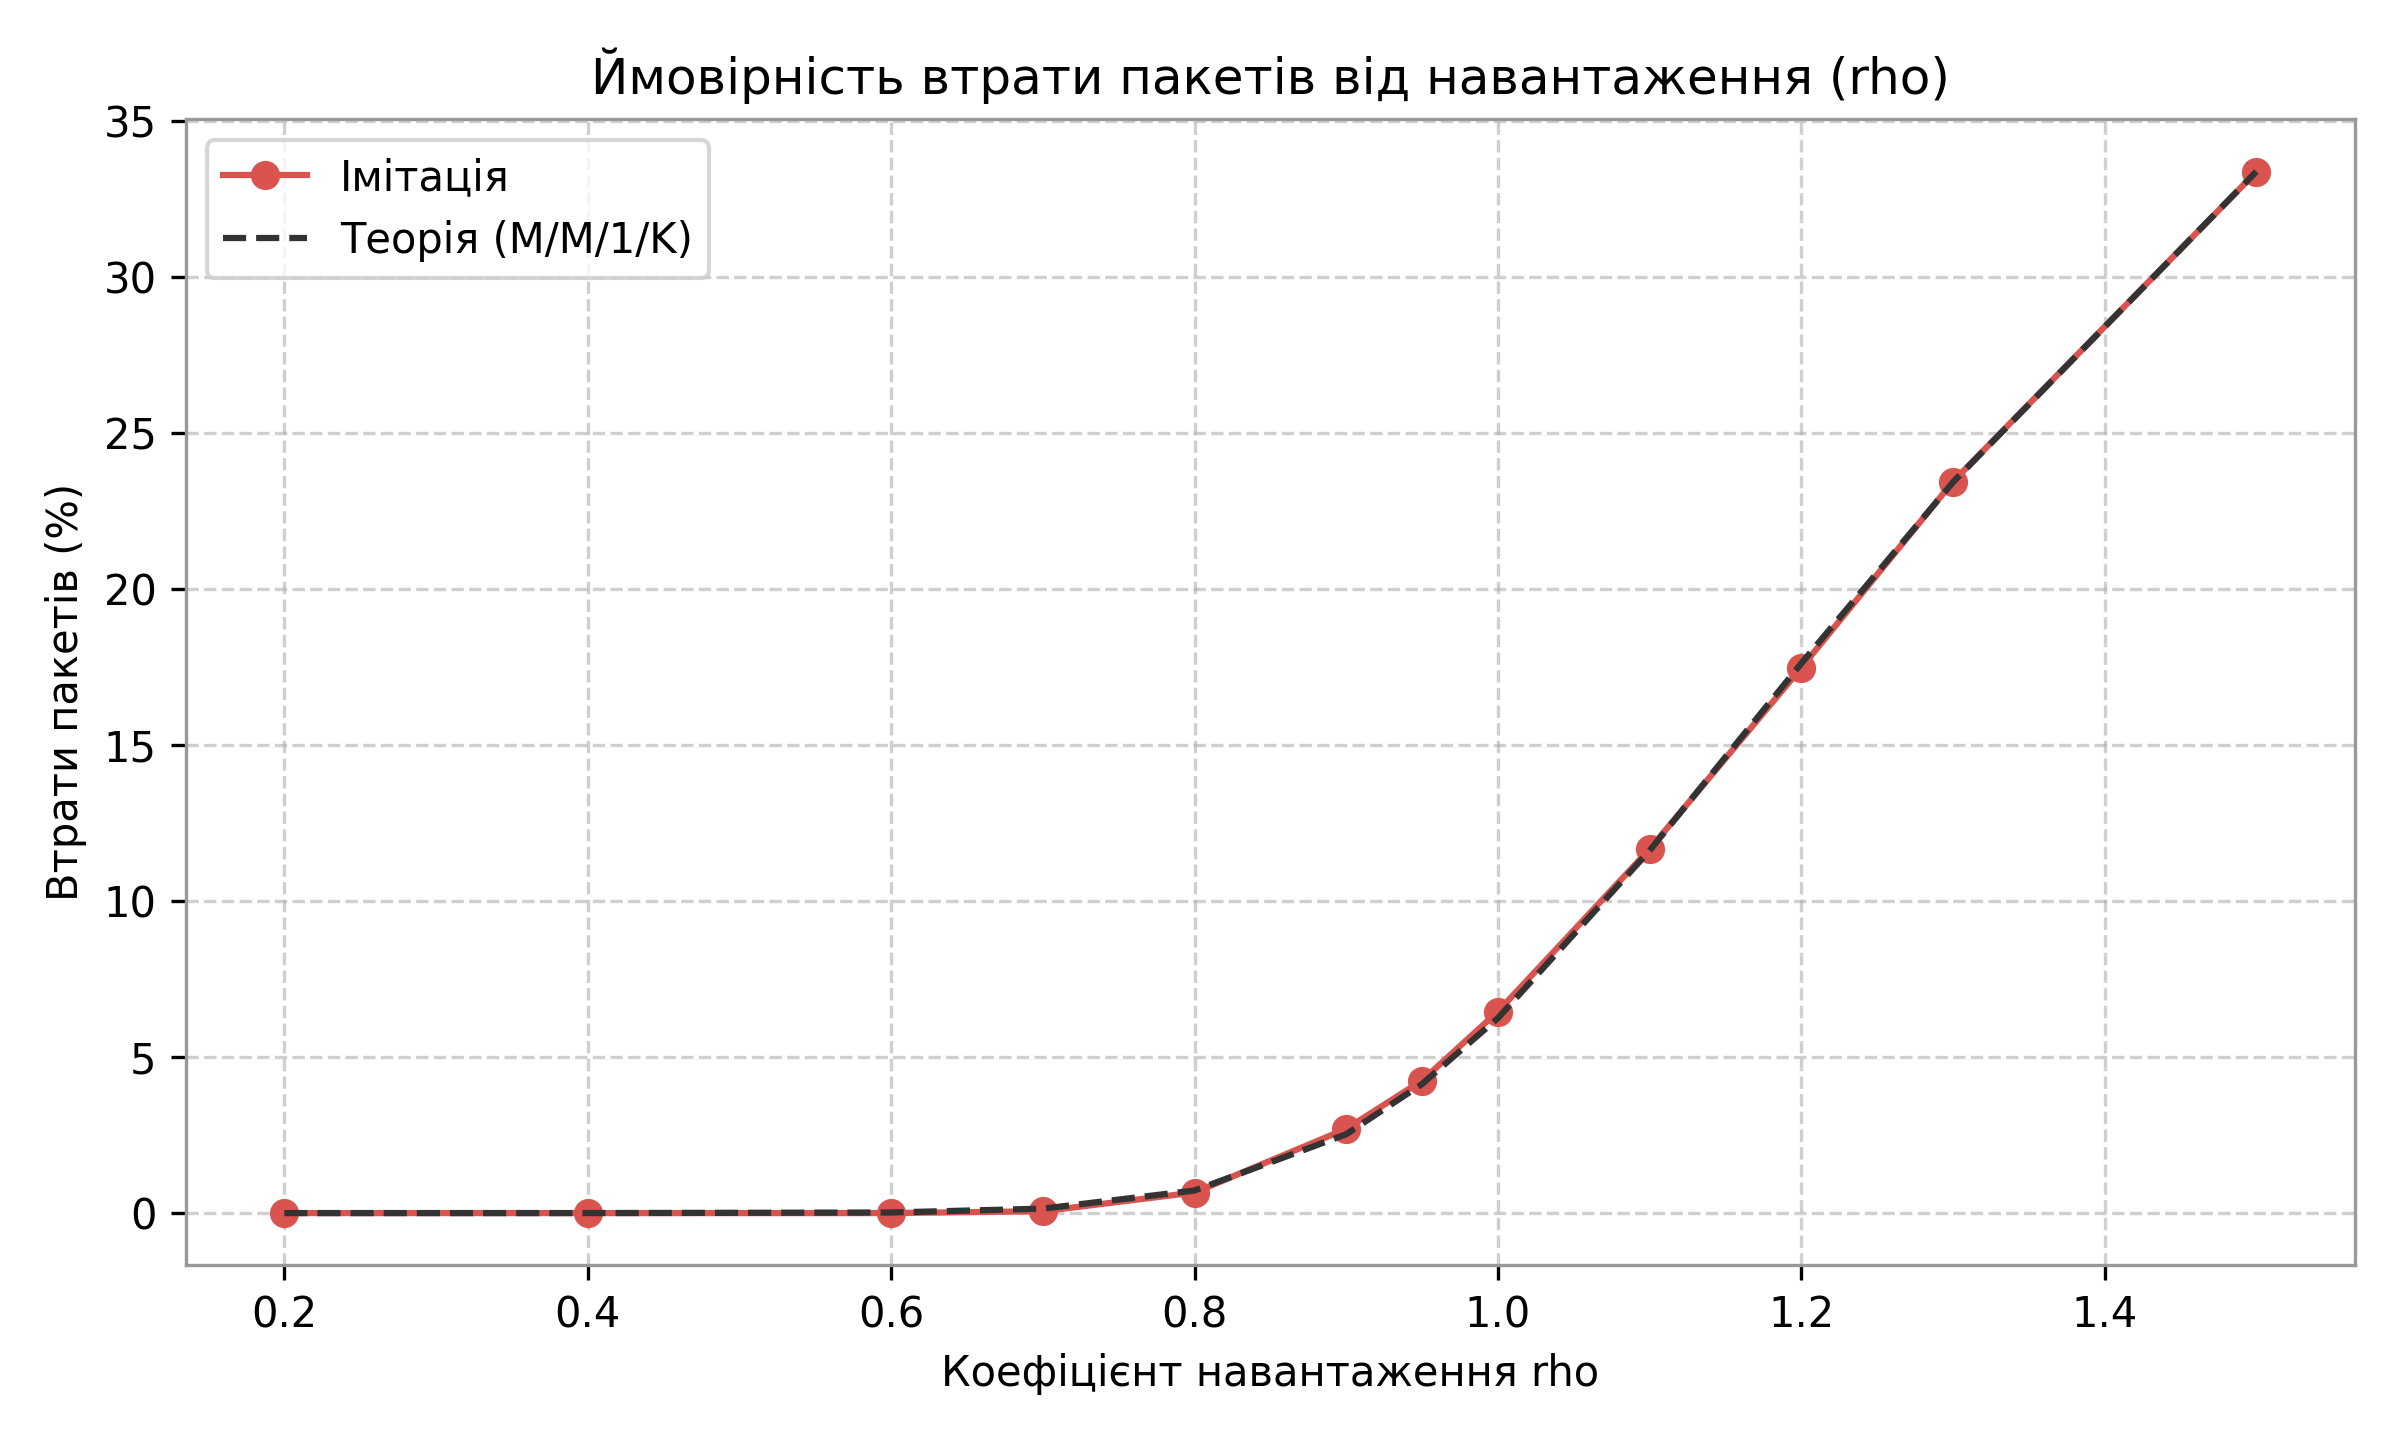 Ймовірність втрати пакетів від навантаження (rho)
Імітація
Теорія (M/M/1/K)
Втрати пакетів (%)
35
30
25
20
15
10
5
0
0.2 0.4 0.6 0.8 1.0 1.2 1.4
Коефіцієнт навантаження rho